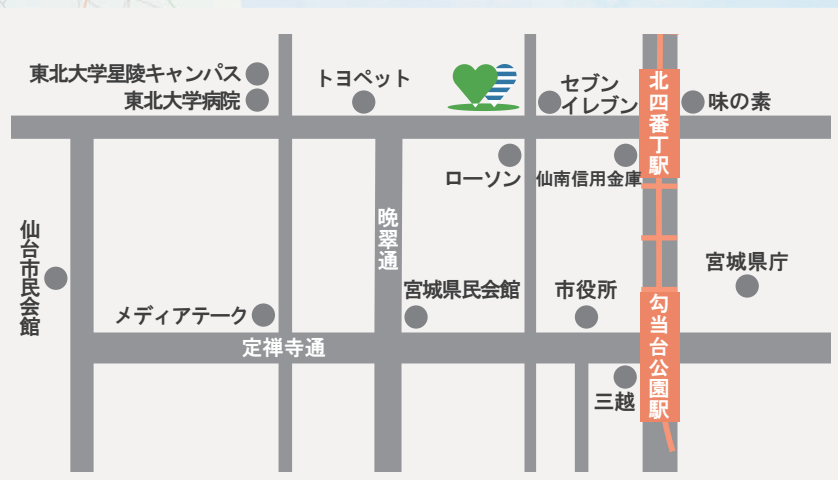 東北大学星陵キャンパス
東北大学病院
トヨペット
セブン
イレブン
北四番丁駅
味の素
ローソン
仙南信用金庫
晩翠通
仙台市民会館
宮城県民会館
市役所
宮城県庁
メディアテーク
定禅寺通
勾当台公園駅
三越